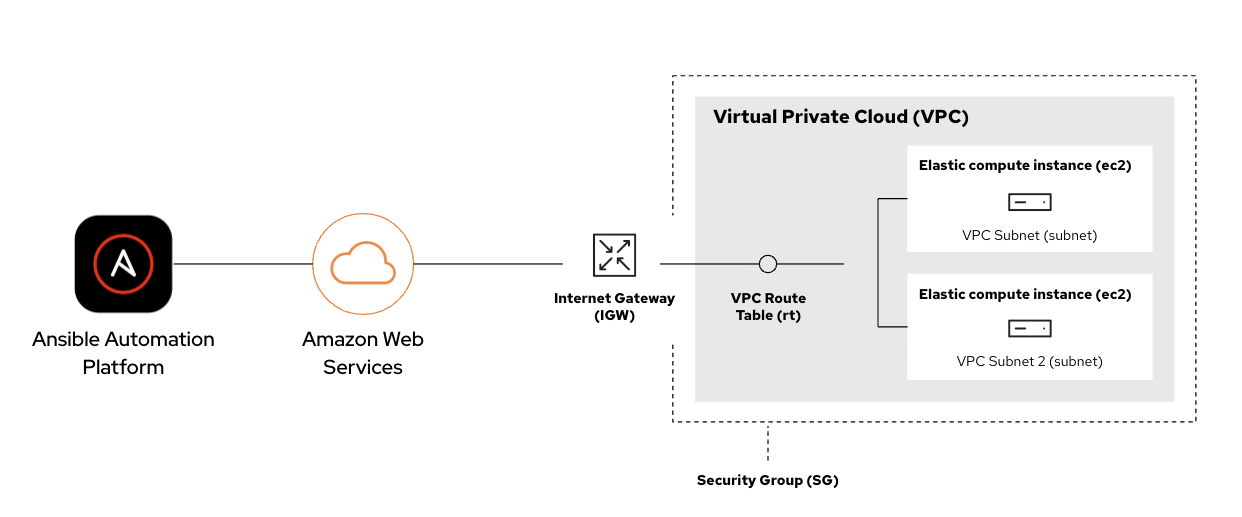 Virtual Private Cloud (VPC)
Elastic compute instance (ec2)
VPC Subnet (subnet)
Elastic compute instance (ec2)
VPC Subnet 2 (subnet)
Internet Gateway
(IGW)
VPC Route
Table (rt)
Ansible Automation
Platform
Amazon Web
Services
Security Group (SG)